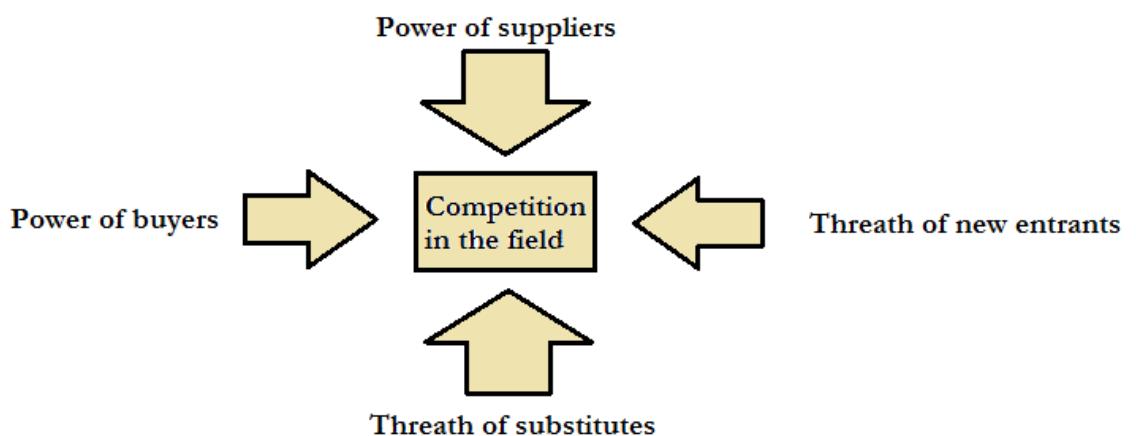 Power of suppliers
Power of buyers
Competition
in the field
Threath of new entrants
Threath of substitutes